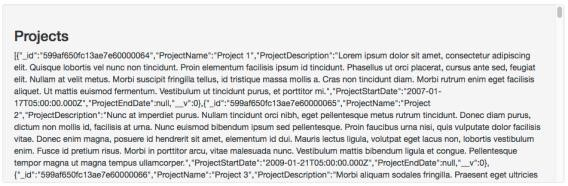 Projects
[{"_id":"599af650fc13ae7e60000064","ProjectName":"Project 1","ProjectDescription":"Lorem ipsum dolor sit amet, consectetur adipiscing
elit. Quisque lobortis vel nunc non tincidunt. Proin elementum facilisis ipsum id tincidunt. Phasellus ut orci placerat, cursus ante sed, feugiat
elit. Nullam at velit metus. Morbi suscipit fringilla tellus, id tristique massa mollis a. Cras non tincidunt diam. Morbi rutrum enim eget facilisis
aliquet. Ut mattis euismod fermentum. Vestibulum ut tincidunt purus, et porttitor mi.","ProjectStartDate":"2007-01-
17T05:00:00.000Z","ProjectEndDate":null,"__v":0},{"_id":"599af650fc13ae7e60000065","ProjectName":"Project
2","ProjectDescription":"Nunc at imperdiet purus. Nullam tincidunt orci nibh, eget pellentesque metus rutrum tincidunt. Donec diam purus,
dictum non mollis id, facilisis at urna. Nunc euismod bibendum ipsum sed pellentesque. Proin faucibus urna nisi, quis vulputate dolor facilisis
vitae. Donec enim magna, posuere id hendrerit sit amet, elementum id dui. Mauris lectus ligula, volutpat eget lacus non, lobortis vestibulum
enim. Fusce id pretium risus. Morbi in porttitor arcu, vitae malesuada nunc. Vestibulum mattis bibendum ligula et congue. Pellentesque
tempor magna ut magna tempus ullamcorper.","ProjectStartDate":"2009-01-21T05:00:00.000Z","ProjectEndDate":null,"__v":0},
{"_id":"599af650fc13ae7e60000066","ProjectName":"Project 3","ProjectDescription":"Morbi aliquam sodales fringilla. Praesent eget ultricies